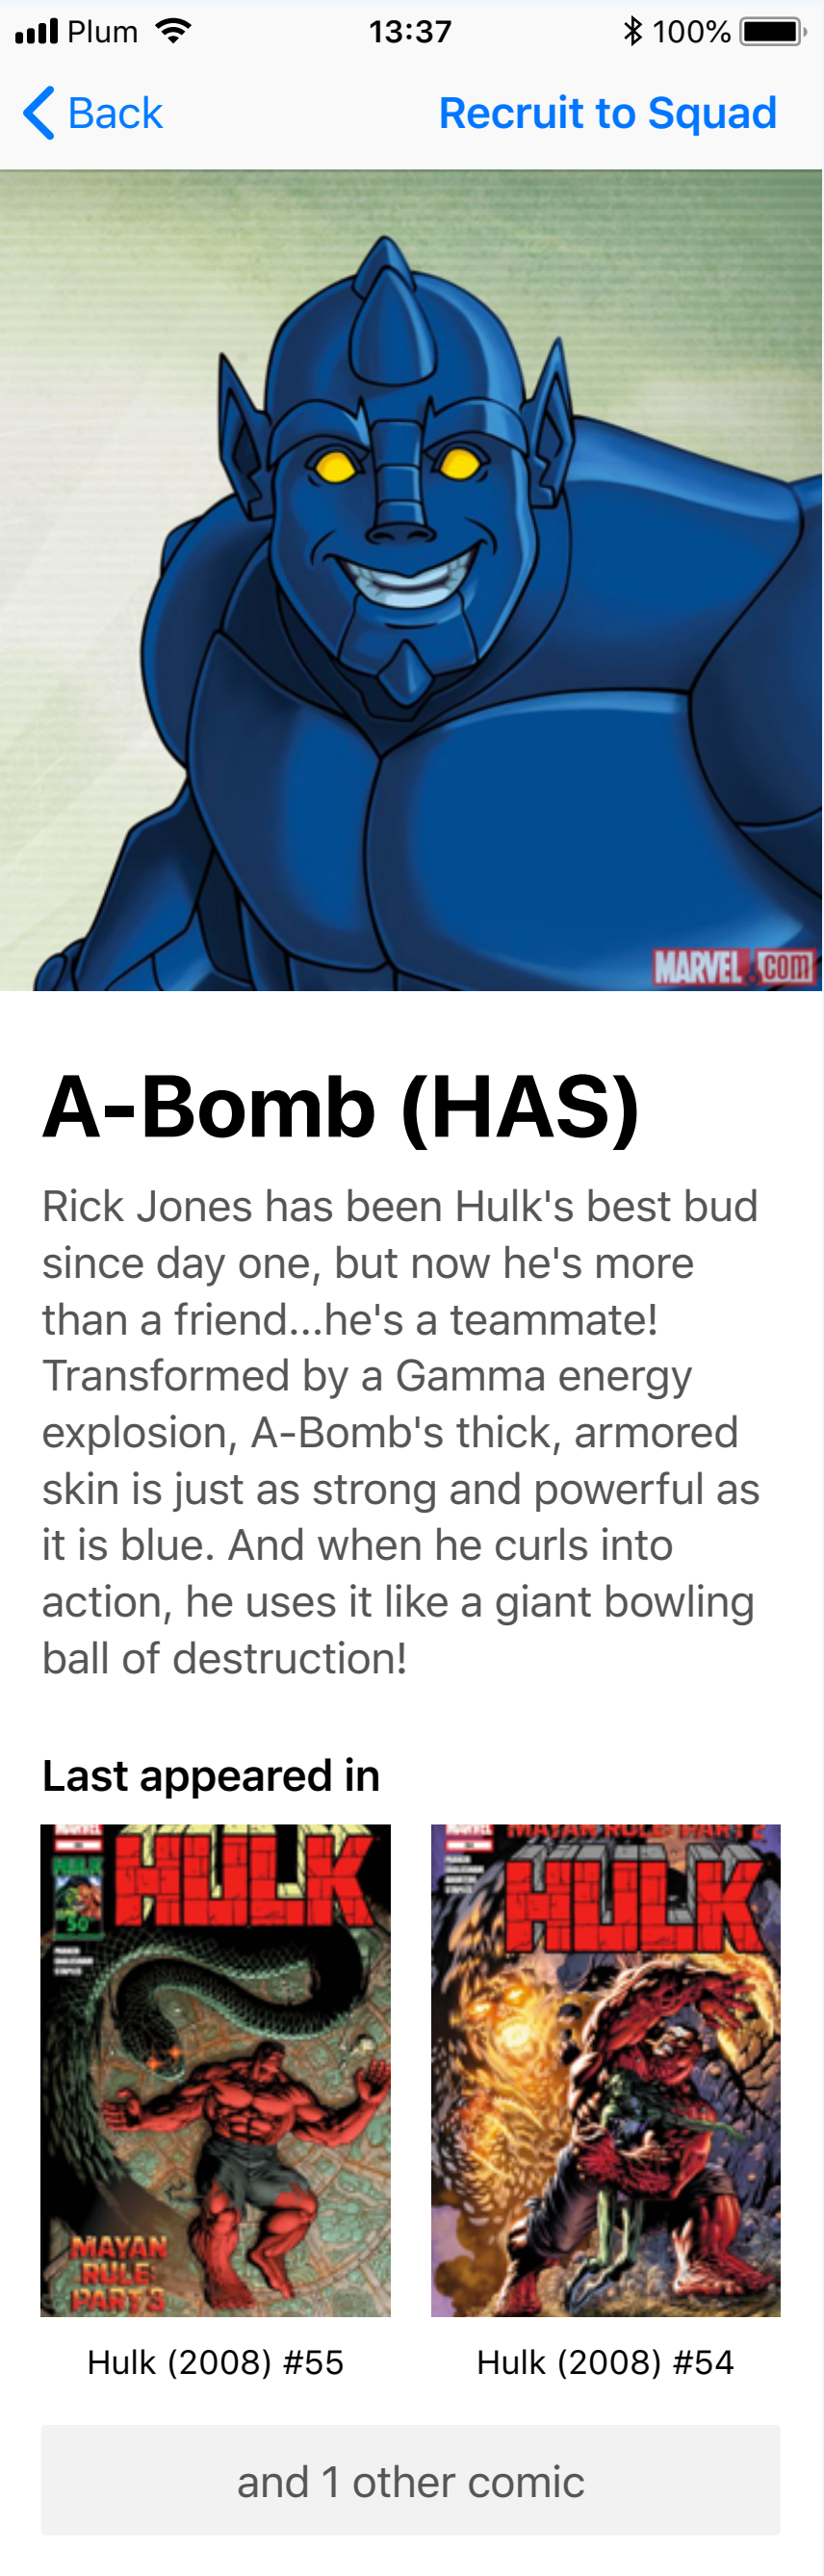 Plum 13:37 100%
Back Recruit to Squad
MARVEL.com
A-Bomb (HAS)
Rick Jones has been Hulk's best bud
since day one, but now he's more
than a friend...he's a teammate!
Transformed by a Gamma energy
explosion, A-Bomb's thick, armored
skin is just as strong and powerful as
it is blue. And when he curls into
action, he uses it like a giant bowling
ball of destruction!
Last appeared in
MARVEL
HULK
HULK
50
MAYAN
RULE:
PART 3
MARVEL
MAYAN RULE: PART 2
HULK
Hulk (2008) #55
Hulk (2008) #54
and 1 other comic